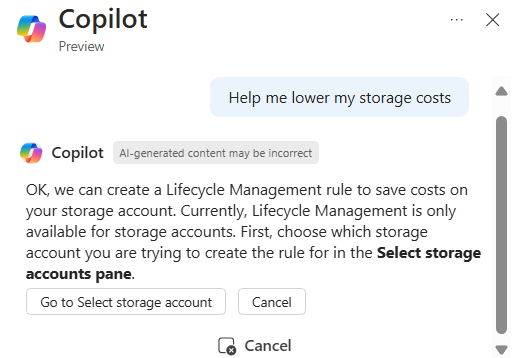 Copilot
Preview
Help me lower my storage costs
Copilot AI-generated content may be incorrect
OK, we can create a Lifecycle Management rule to save costs on
your storage account. Currently, Lifecycle Management is only
available for storage accounts. First, choose which storage
account you are trying to create the rule for in the Select storage
accounts pane.
Go to Select storage account Cancel
Cancel